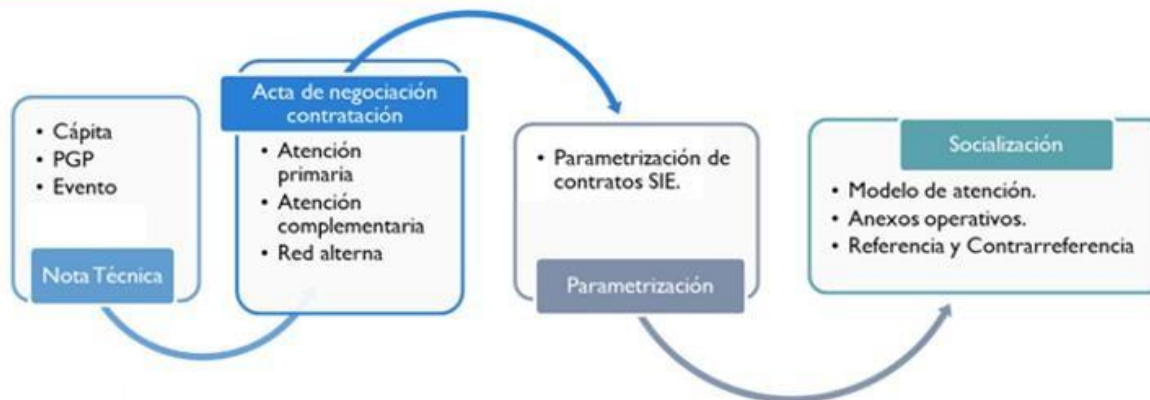 • Cápita
• PGP
• Evento
Nota Técnica
Acta de negociación
contratación
• Atención
primaria
• Atención
complementaria
• Red alterna
• Parametrización de
contratos SIE.
Parametrización
Socialización
• Modelo de atención.
• Anexos operativos.
• Referencia y Contrarreferencia